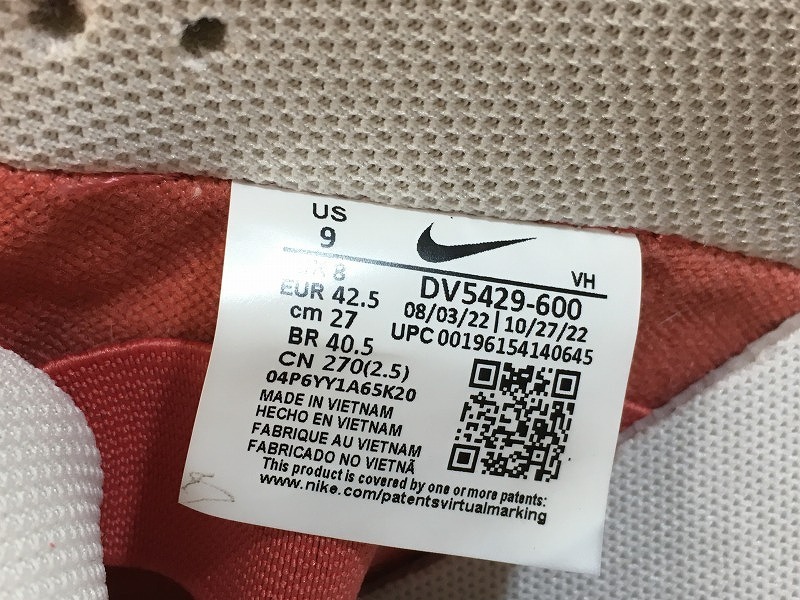 US
9
8
EUR 42.5
cm 27
BR 40.5
CN 270(2.5)
04P6YY1A65K20
MADE IN VIETNAM
HECHO EN VIETNAM
FABRIQUE AU VIETNAM
FABRICADO NO VIETNÃ
VH
DV5429-600
08/03/22 | 10/27/22
UPC 00196154140645
This product is covered by one or more patents:
www.nike.com/patentsvirtualmarking